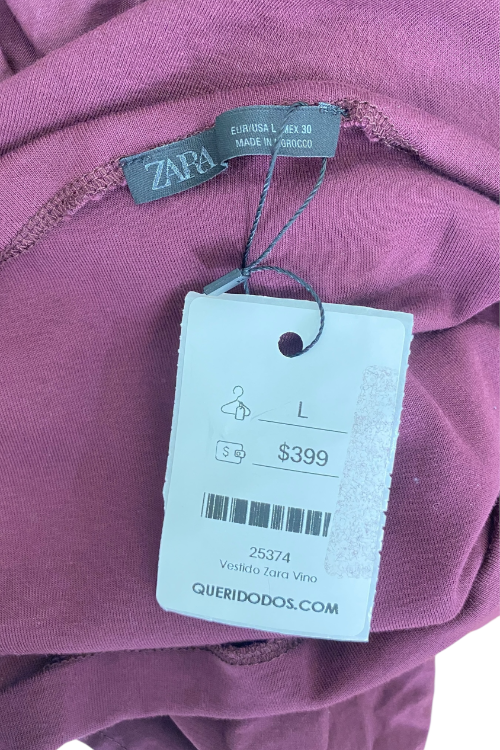 EUR/USA L MEX 30
MADE IN MOROCCO
ZARA
L
$ $399
25374
Vestido Zara Vino
QUERIDODOS.COM